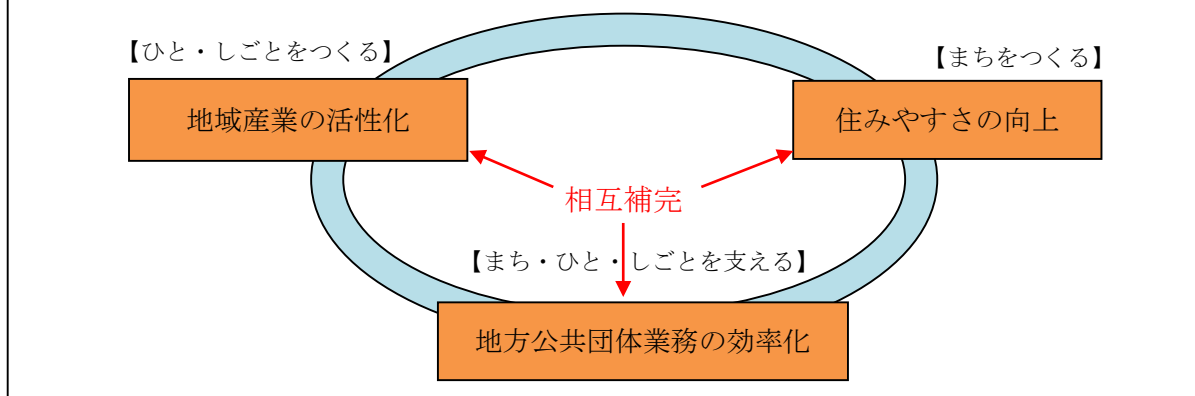 【ひと・しごとをつくる】
【まちをつくる】
地域産業の活性化
住みやすさの向上
相互補完
【まち・ひと・しごとを支える】
地方公共団体業務の効率化